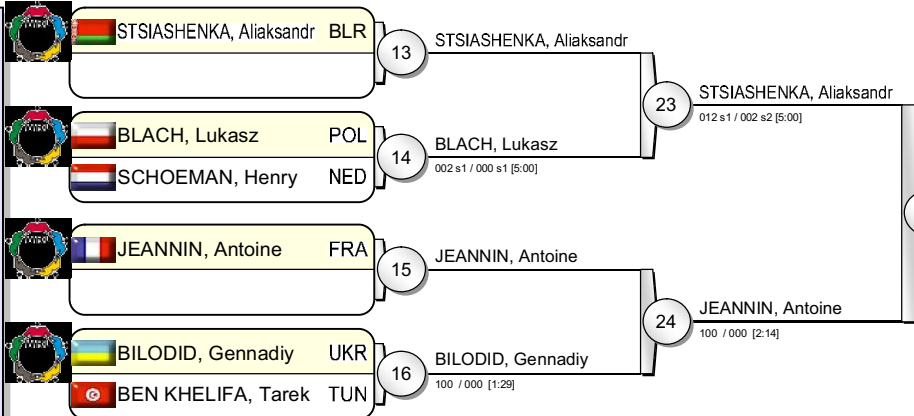 STSIASHENKA, Aliaksandr BLR
13
STSIASHENKA, Aliaksandr
23
STSIASHENKA, Aliaksandr
012 s1 / 002 s2 [5:00]
BLACH, Lukasz POL
SCHOEMAN, Henry NED
14
BLACH, Lukasz
002 s1 / 000 s1 [5:00]
JEANNIN, Antoine FRA
15
JEANNIN, Antoine
24
JEANNIN, Antoine
100 / 000 [2:14]
BILODID, Gennadiy UKR
BEN KHELIFA, Tarek TUN
16
BILODID, Gennadiy
100 / 000 [1:29]